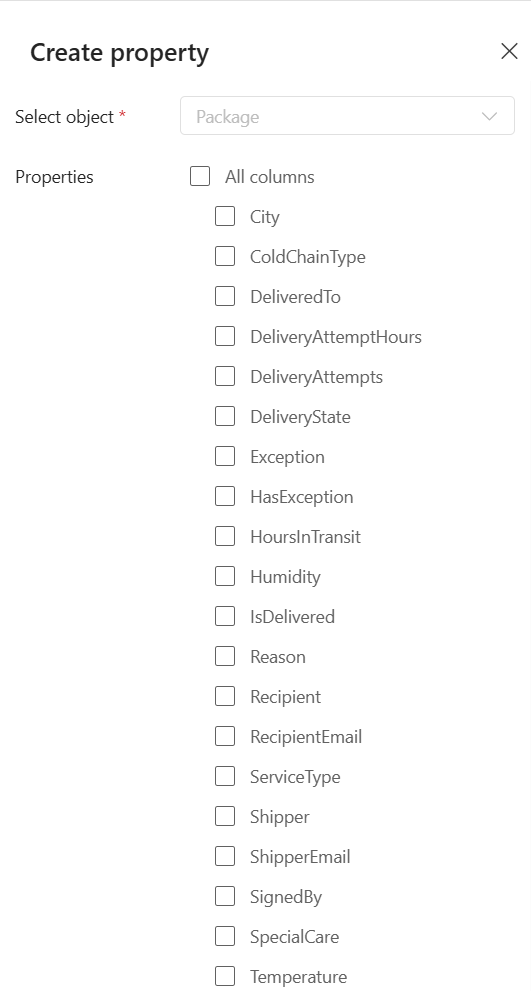 Create property
Select object * Package
Properties All columns
City
ColdChainType
DeliveredTo
DeliveryAttemptHours
DeliveryAttempts
DeliveryState
Exception
HasException
HoursInTransit
Humidity
IsDelivered
Reason
Recipient
RecipientEmail
ServiceType
Shipper
ShipperEmail
SignedBy
SpecialCare
Temperature